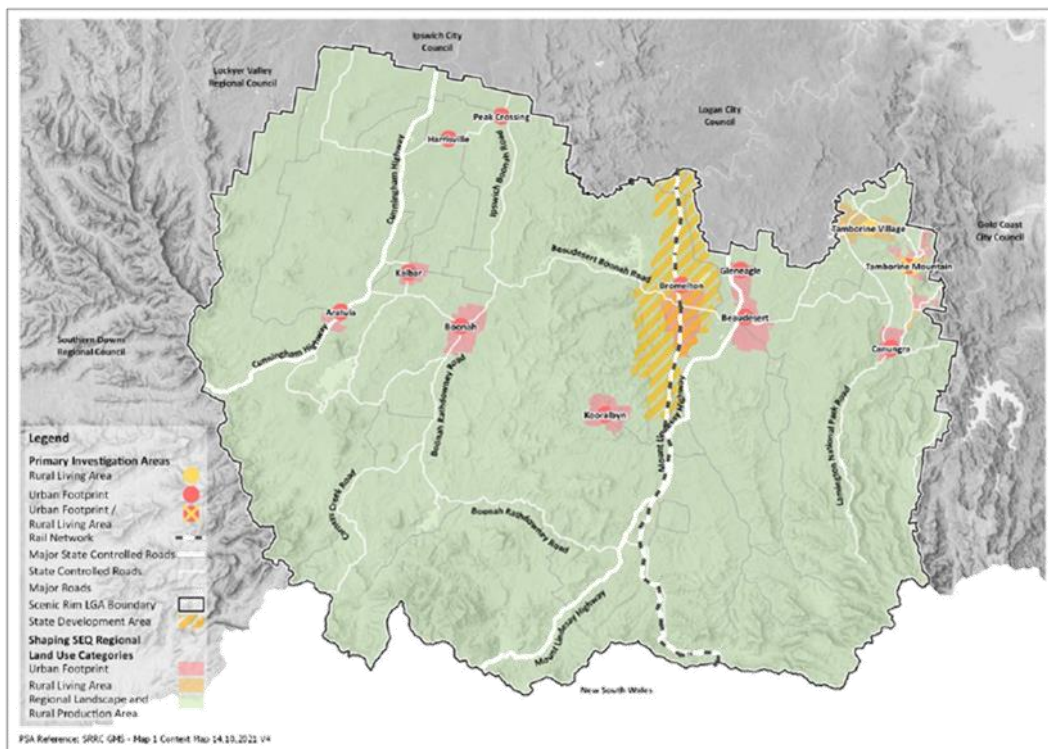 Ipswich City
Council
Lockyer Valley
Regional Council
Logan City
Council
Peak Crossing
Harrisville
Cunningham Highway
Ipswich Boonah Road
Gold Coast
City Council
Tamborine Village
Tamborine Mountain
Beaudesert Boonah Road
Gleneagle
Kalbar
Bromelton
Aratula
Boonah
Beaudesert
Canungra
Southern Downs
Regional Council
Cunningham Highway
Boonah Rathdowney Road
Kooralbyn
Mount Lindesay Highway
Lamington National Park Road
Carneys Creek Road
Boonah Rathdowney Road
Mount Lindesay Highway
New South Wales
Legend
Primary Investigation Areas
Rural Living Area
Urban Footprint
Urban Footprint /
Rural Living Area
Rail Network
Major State Controlled Roads
State Controlled Roads
Major Roads
Scenic Rim LGA Boundary
State Development Area
Shaping SEQ Regional
Land Use Categories
Urban Footprint
Rural Living Area
Regional Landscape and
Rural Production Area
PSA Reference: SRRC GMS - Map 1 Context Map 14.10.2021 V4